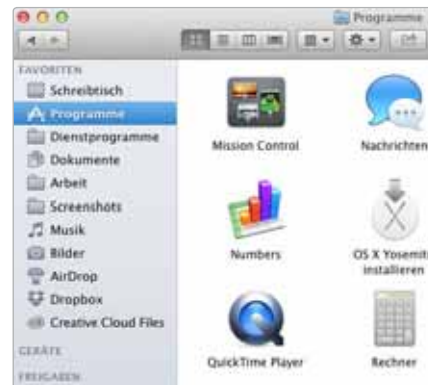 Programme
FAVORITEN
Schreibtisch
Programme
Dienstprogramme
Dokumente
Arbeit
Screenshots
Musik
Bilder
AirDrop
Dropbox
Creative Cloud Files
GERÄTE
FREIGABEN
Mission Control
Nachrichten
Numbers
OS X Yosemit
installieren
QuickTime Player
Rechner